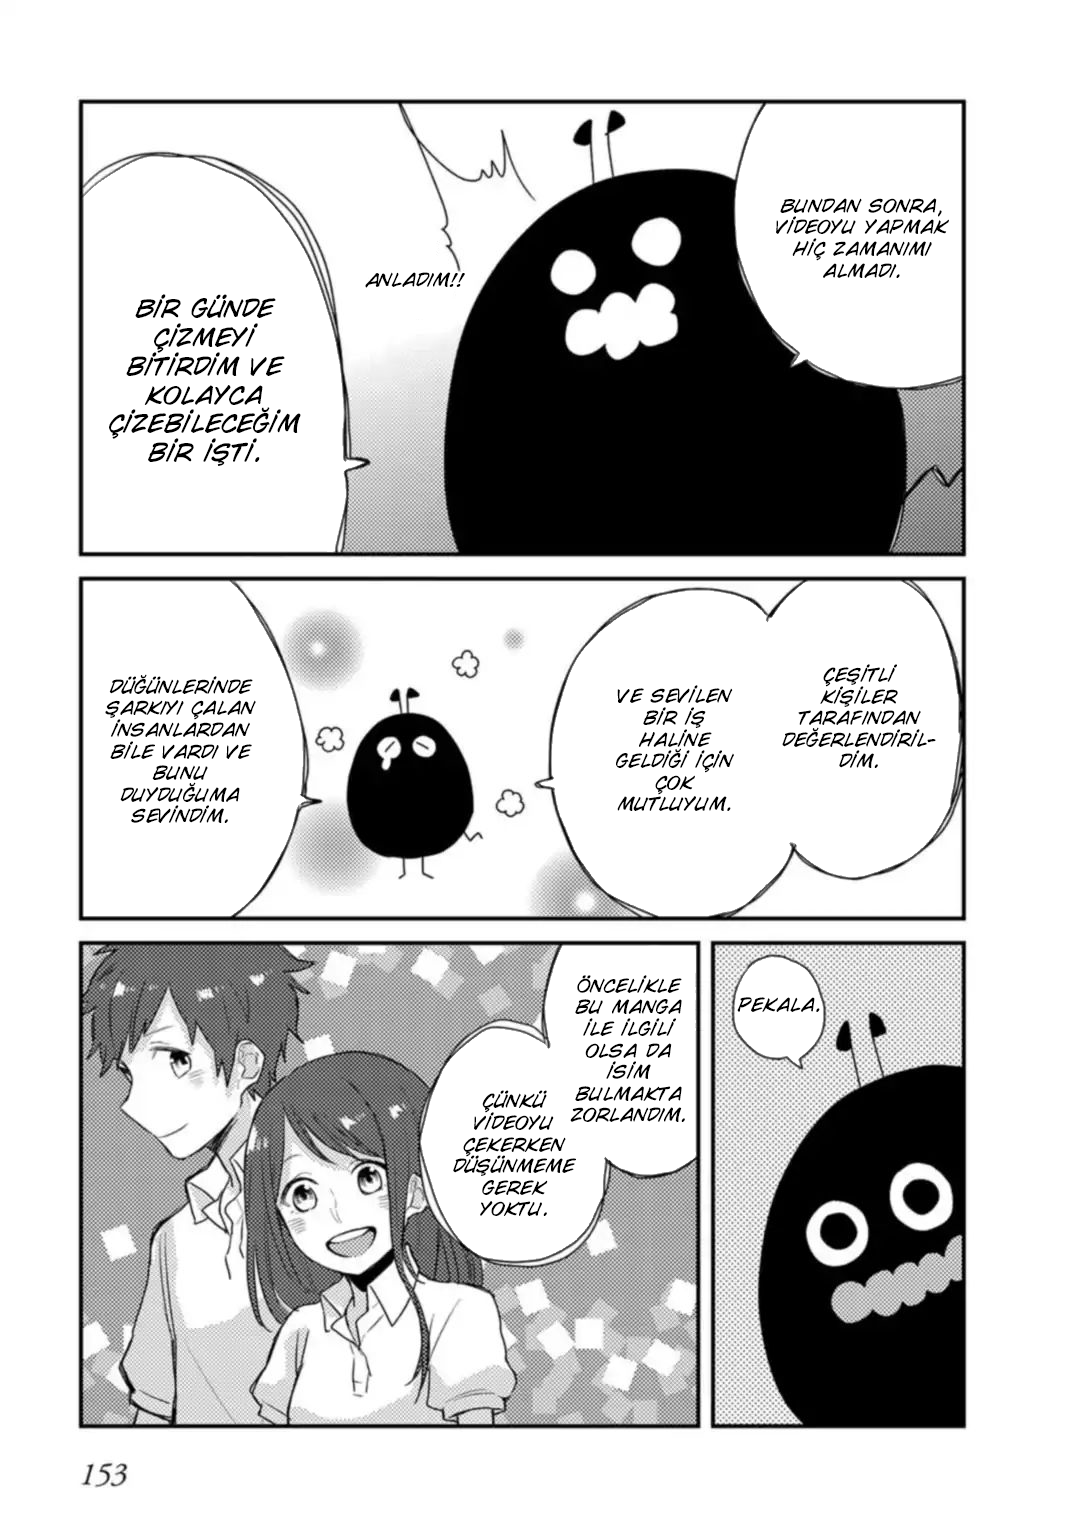 BUNDAN SONRA,
VİDEOYU YAPMAK
HİÇ ZAMANIMI
ALMADI.
ANLADIM!!
BİR GÜNDE
ÇİZMEYİ
BİTİRDİM VE
KOLAYCA
ÇİZEBİLECEĞİM
BİR İŞTİ.
ÇEŞİTLİ
KİŞİLER
TARAFINDAN
DEĞERLENDİRİL-
DİM.
VE SEVİLEN
BİR İŞ
HALİNE
GELDİĞİ İÇİN
ÇOK
MUTLUYUM.
DÜĞÜNLERİNDE
ŞARKIYI ÇALAN
İNSANLARDAN
BİLE VARDI VE
BUNU
DUYDUĞUMA
SEVİNDİM.
PEKALA.
ÖNCELİKLE
BU MANGA
İLE İLGİLİ
OLSA DA
İSİM
BULMAKTA
ZORLANDIM.
ÇÜNKÜ
VİDEOYU
ÇEKERKEN
DÜŞÜNMEME
GEREK
YOKTU.
153